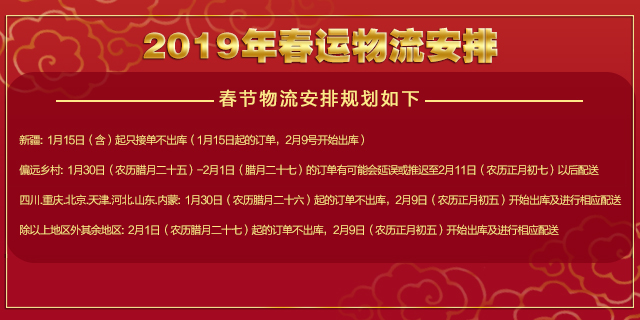 2019年春运物流安排
春节物流安排规划如下
新疆: 1月15日（含）起只接单不出库（1月15日起的订单，2月9号开始出库）
偏远乡村: 1月30日（农历腊月二十五）-2月1日（腊月二十七）的订单有可能会延误或推迟至2月11日（农历正月初七）以后配送
四川.重庆.北京.天津.河北.山东.内蒙: 1月30日（农历腊月二十六）起的订单不出库，2月9日（农历正月初五）开始出库及进行相应配送
除以上地区外其余地区: 2月1日（农历腊月二十七）起的订单不出库，2月9日（农历正月初五）开始出库及进行相应配送